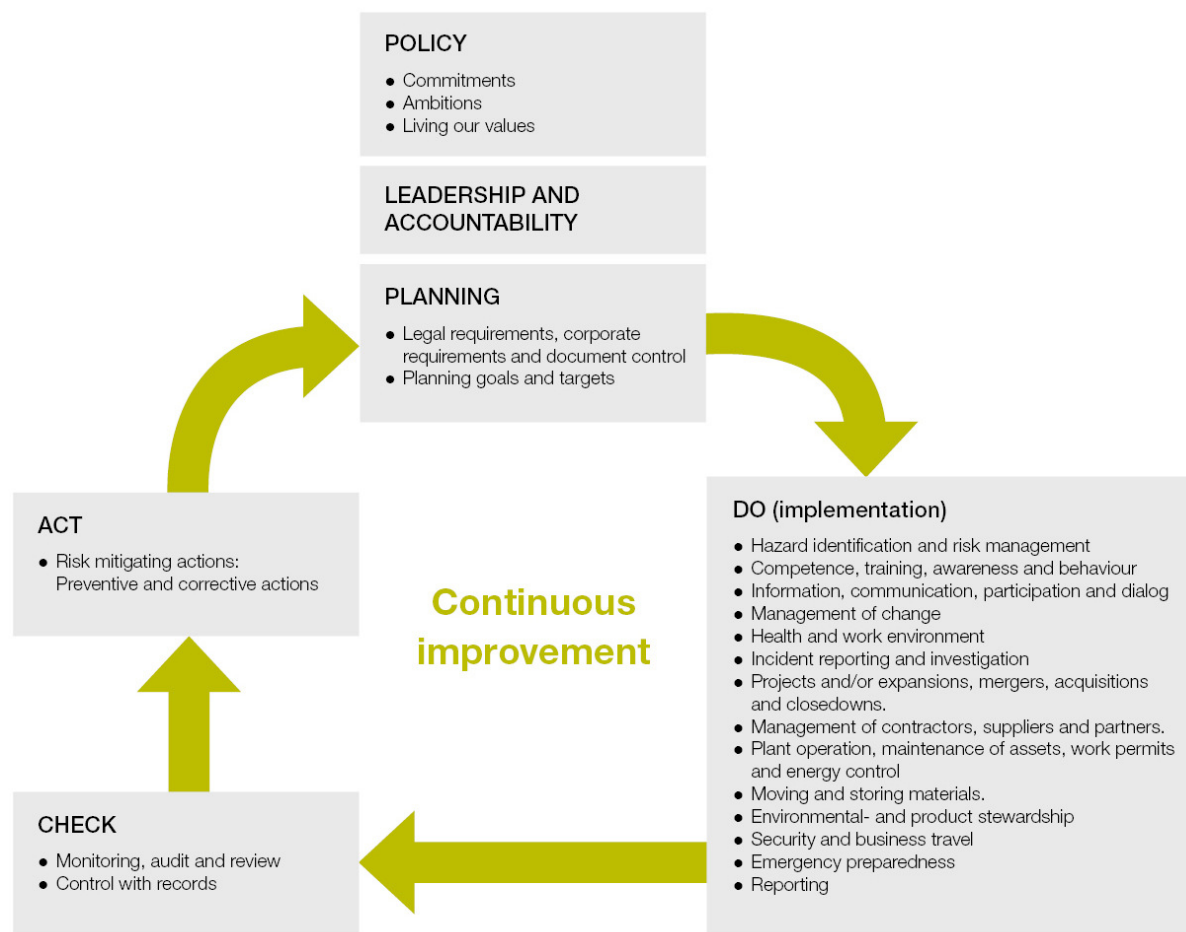 POLICY
● Commitments
● Ambitions
● Living our values
LEADERSHIP AND
ACCOUNTABILITY
PLANNING
● Legal requirements, corporate
requirements and document control
● Planning goals and targets
DO (implementation)
● Hazard identification and risk management
● Competence, training, awareness and behaviour
● Information, communication, participation and dialog
● Management of change
● Health and work environment
● Incident reporting and investigation
● Projects and/or expansions, mergers, acquisitions
and closedowns.
● Management of contractors, suppliers and partners.
● Plant operation, maintenance of assets, work permits
and energy control
● Moving and storing materials.
● Environmental- and product stewardship
● Security and business travel
● Emergency preparedness
● Reporting
CHECK
● Monitoring, audit and review
● Control with records
ACT
● Risk mitigating actions:
Preventive and corrective actions
Continuous
improvement